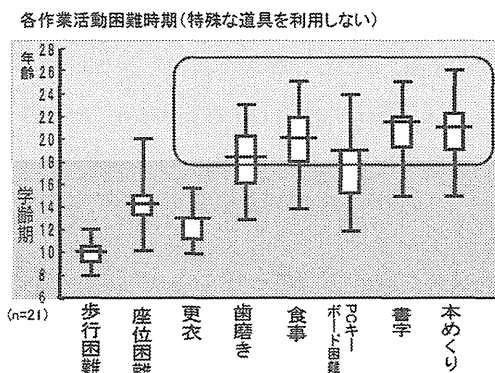 各作業活動困難時期(特殊な道具を利用しない)
年齢
28
26
24
22
20
18
16
14
12
10
8
6
学齢期
(n=21)
歩行困難
座位困難
更衣
歯磨き
食事
PCキー
ボード困難
書字
本めくり